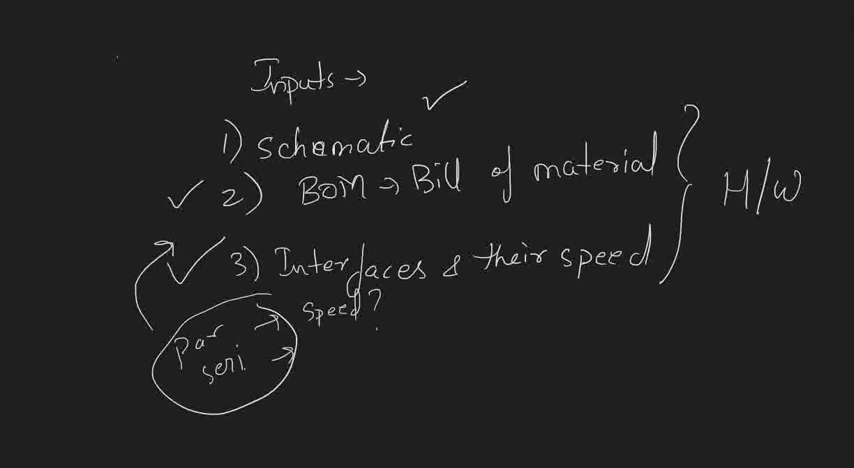 Inputs →
1) Schematic ✓
✓ 2) BOM → Bill of material
✓ 3) Interfaces & their speed
H/W
Par → Speed?
Seri →